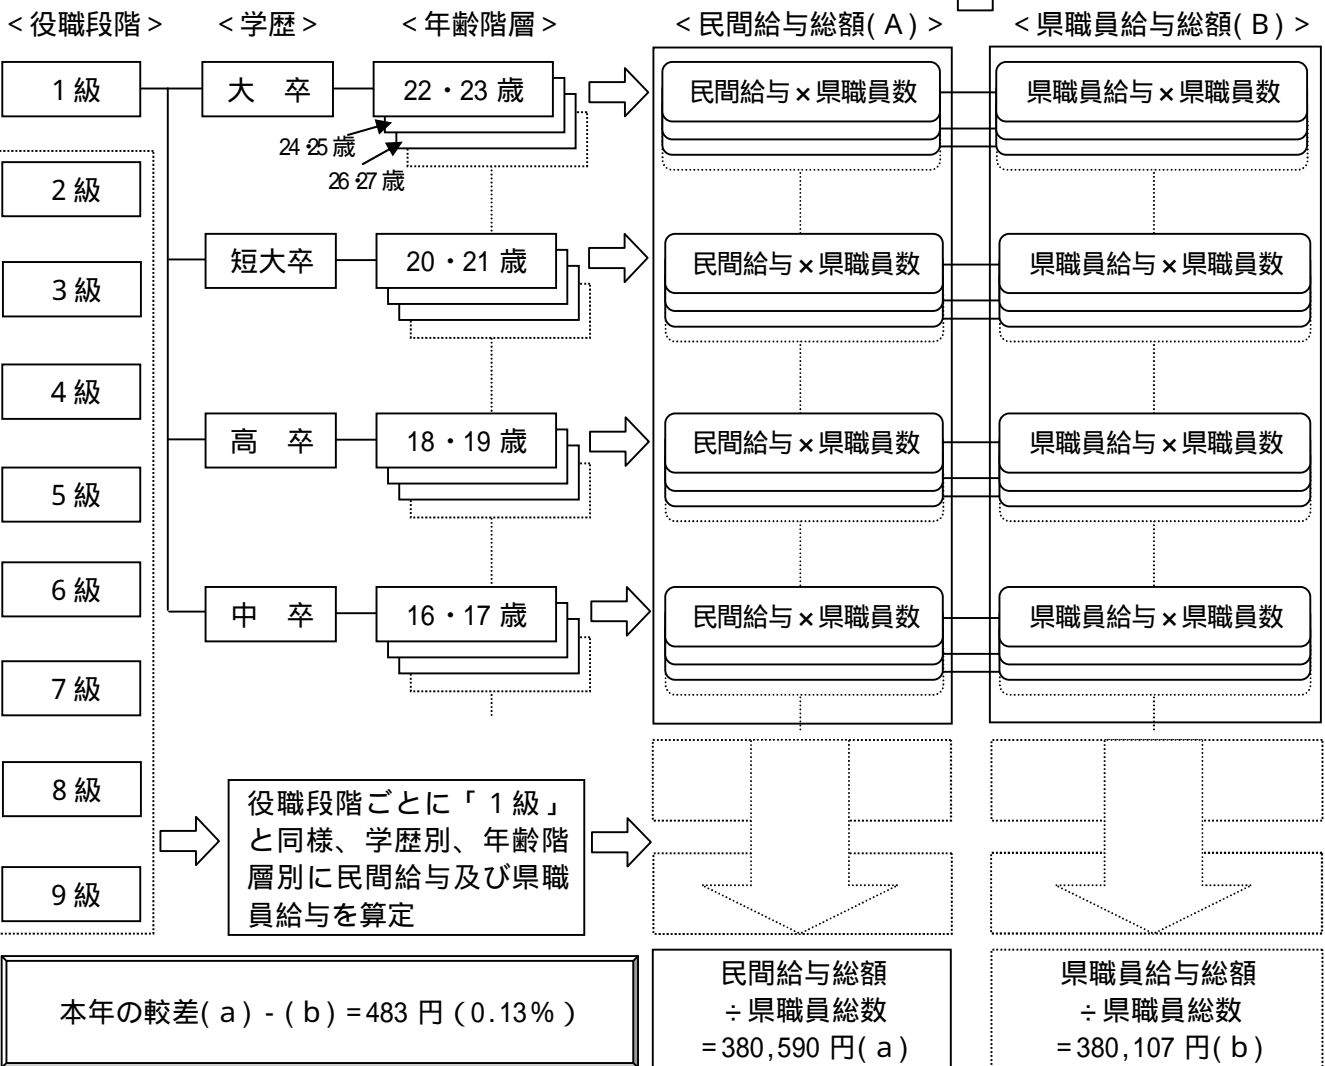 ＜役職段階＞ ＜学歴＞ ＜年齢階層＞ ＜民間給与総額(A)＞ ＜県職員給与総額(B)＞
1級 大 卒 22・23 歳 民間給与×県職員数 県職員給与×県職員数
24・25 歳
26・27 歳
2級
短大卒 20・21 歳 民間給与×県職員数 県職員給与×県職員数
3級
4級
高 卒 18・19 歳 民間給与×県職員数 県職員給与×県職員数
5級
6級
中 卒 16・17 歳 民間給与×県職員数 県職員給与×県職員数
7級
8級
役職段階ごとに「1級」
と同様、学歴別、年齢階
層別に民間給与及び県職
員給与を算定
9級
本年の較差(a)-(b)=483 円（0.13%）
民間給与総額
÷県職員総数
=380,590 円(a)
県職員給与総額
÷県職員総数
=380,107 円(b)